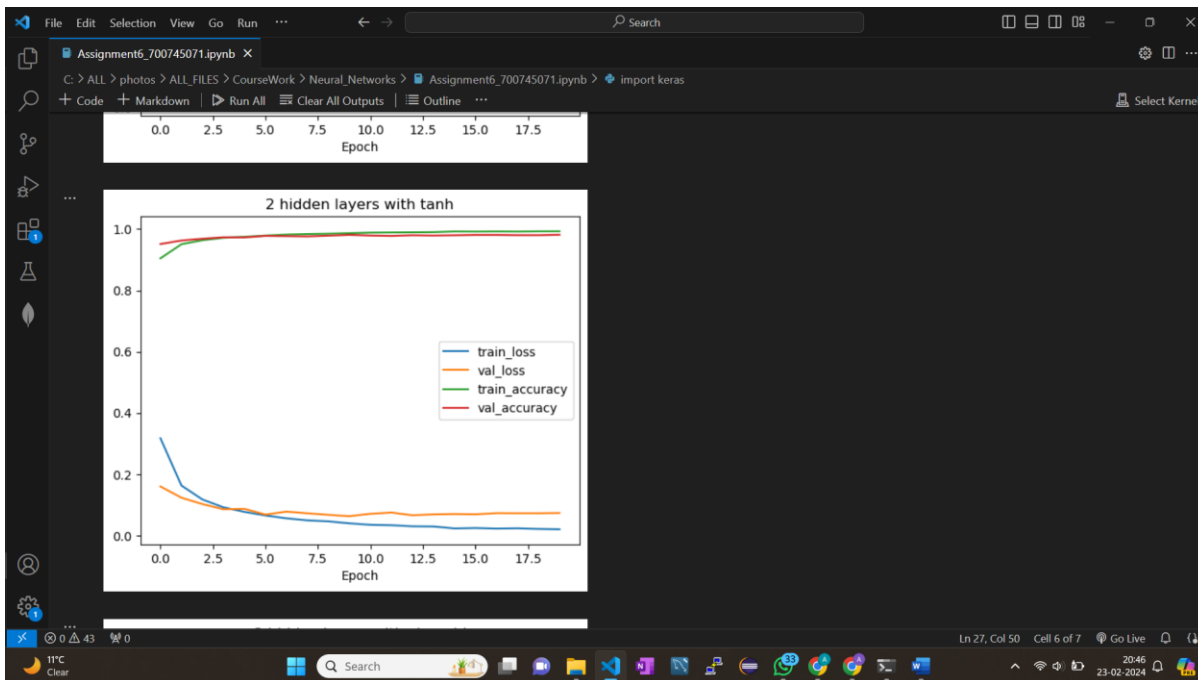 File Edit Selection View Go Run ... Search
Assignment6_700745071.ipynb
C: > ALL > photos > ALL_FILES > CourseWork > Neural_Networks > Assignment6_700745071.ipynb > import keras
+ Code + Markdown | Run All Clear All Outputs | Outline ... Select Kerne
0.0 2.5 5.0 7.5 10.0 12.5 15.0 17.5
Epoch
2 hidden layers with tanh
1.0
0.8
0.6
0.4
0.2
0.0
train_loss
val_loss
train_accuracy
val_accuracy
0.0 2.5 5.0 7.5 10.0 12.5 15.0 17.5
Epoch
1
1
0 43 0 Ln 27, Col 50 Cell 6 of 7 Go Live
11°C
Clear
Search
33
20:46
23-02-2024